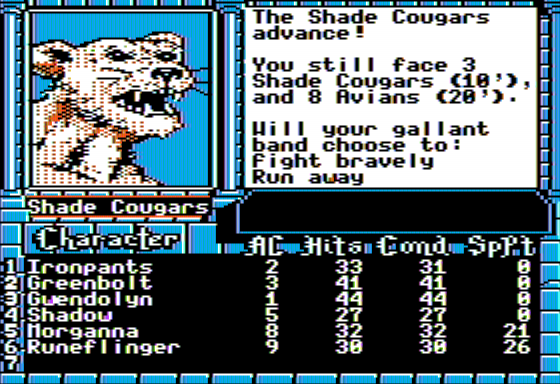 The Shade Cougars
advance!
You still face 3
Shade Cougars (10'),
and 8 Avians (20').
Will your gallant
band choose to:
fight bravely
Run away
Shade Cougars
Character AC Hits Cond SpPt
1 Ironpants 2 33 31 0
2 Greenbolt 3 41 41 0
3 Gwendolyn 1 44 44 0
4 Shadow 5 27 27 0
5 Morganna 8 32 32 21
6 Runeflinger 9 30 30 26
7